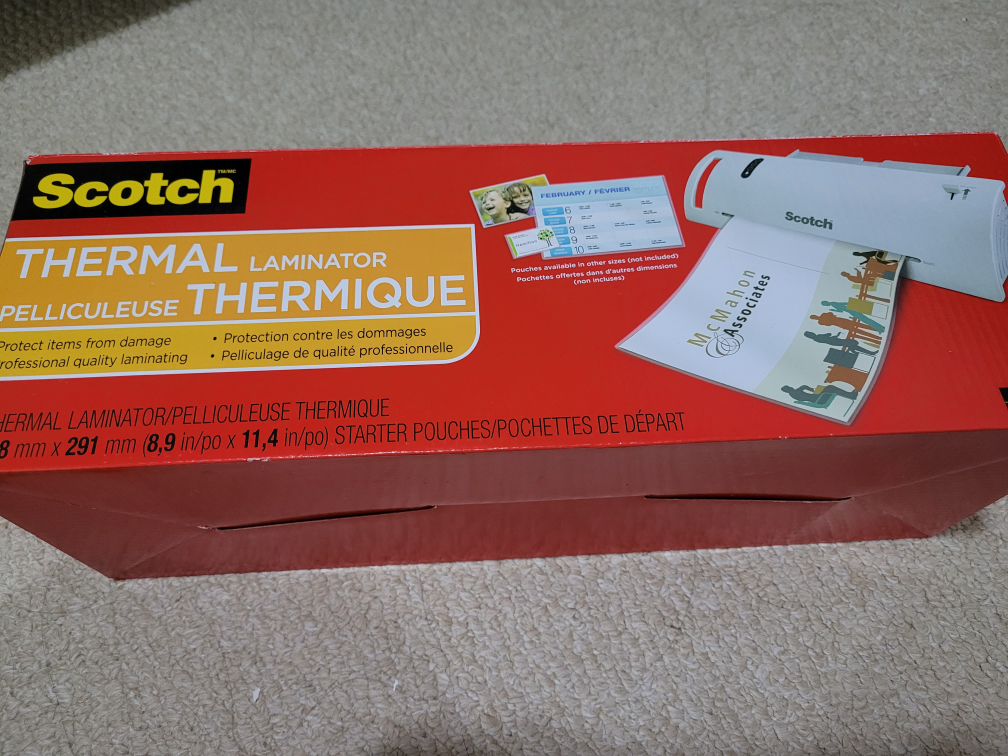 Scotch™/MC
THERMAL LAMINATOR
PELLICULEUSE THERMIQUE
Protect items from damage
Professional quality laminating
• Protection contre les dommages
• Pelliculage de qualité professionnelle
HERMAL LAMINATOR/PELLICULEUSE THERMIQUE
8 mm x 291 mm (8,9 in/po x 11,4 in/po) STARTER POUCHES/POCHETTES DE DÉPART
FEBRUARY / FÉVRIER
6
7
8
9
10
Pouches available in other sizes (not included)
Pochettes offertes dans d'autres dimensions
(non incluses)
Scotch
McMahon
& Associates